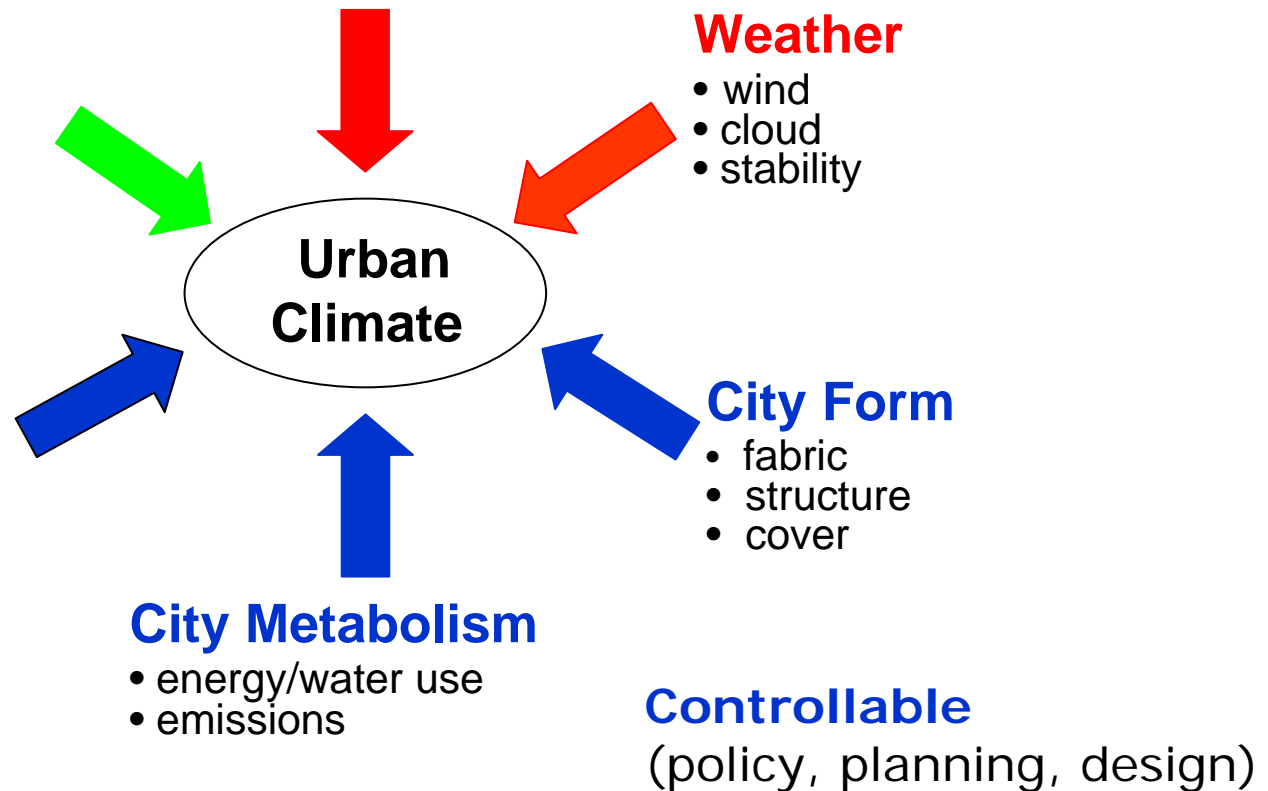 Weather
• wind
• cloud
• stability
Urban
Climate
City Form
• fabric
• structure
• cover
City Metabolism
• energy/water use
• emissions
Controllable
(policy, planning, design)